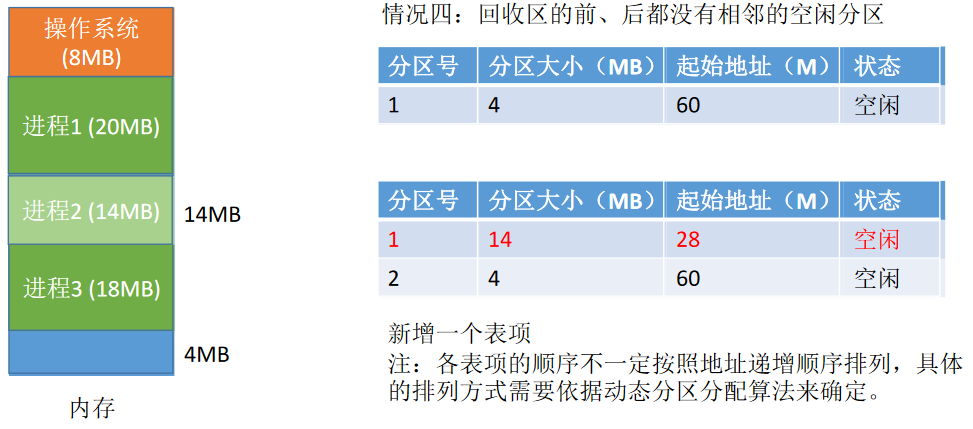 操作系统
(8MB)
进程1 (20MB)
进程2 (14MB)
14MB
进程3 (18MB)
4MB
内存
情况四：回收区的前、后都没有相邻的空闲分区
分区号 分区大小（MB） 起始地址（M） 状态
1 4 60 空闲
分区号 分区大小（MB） 起始地址（M） 状态
1 14 28 空闲
2 4 60 空闲
新增一个表项
注：各表项的顺序不一定按照地址递增顺序排列，具体
的排列方式需要依据动态分区分配算法来确定。